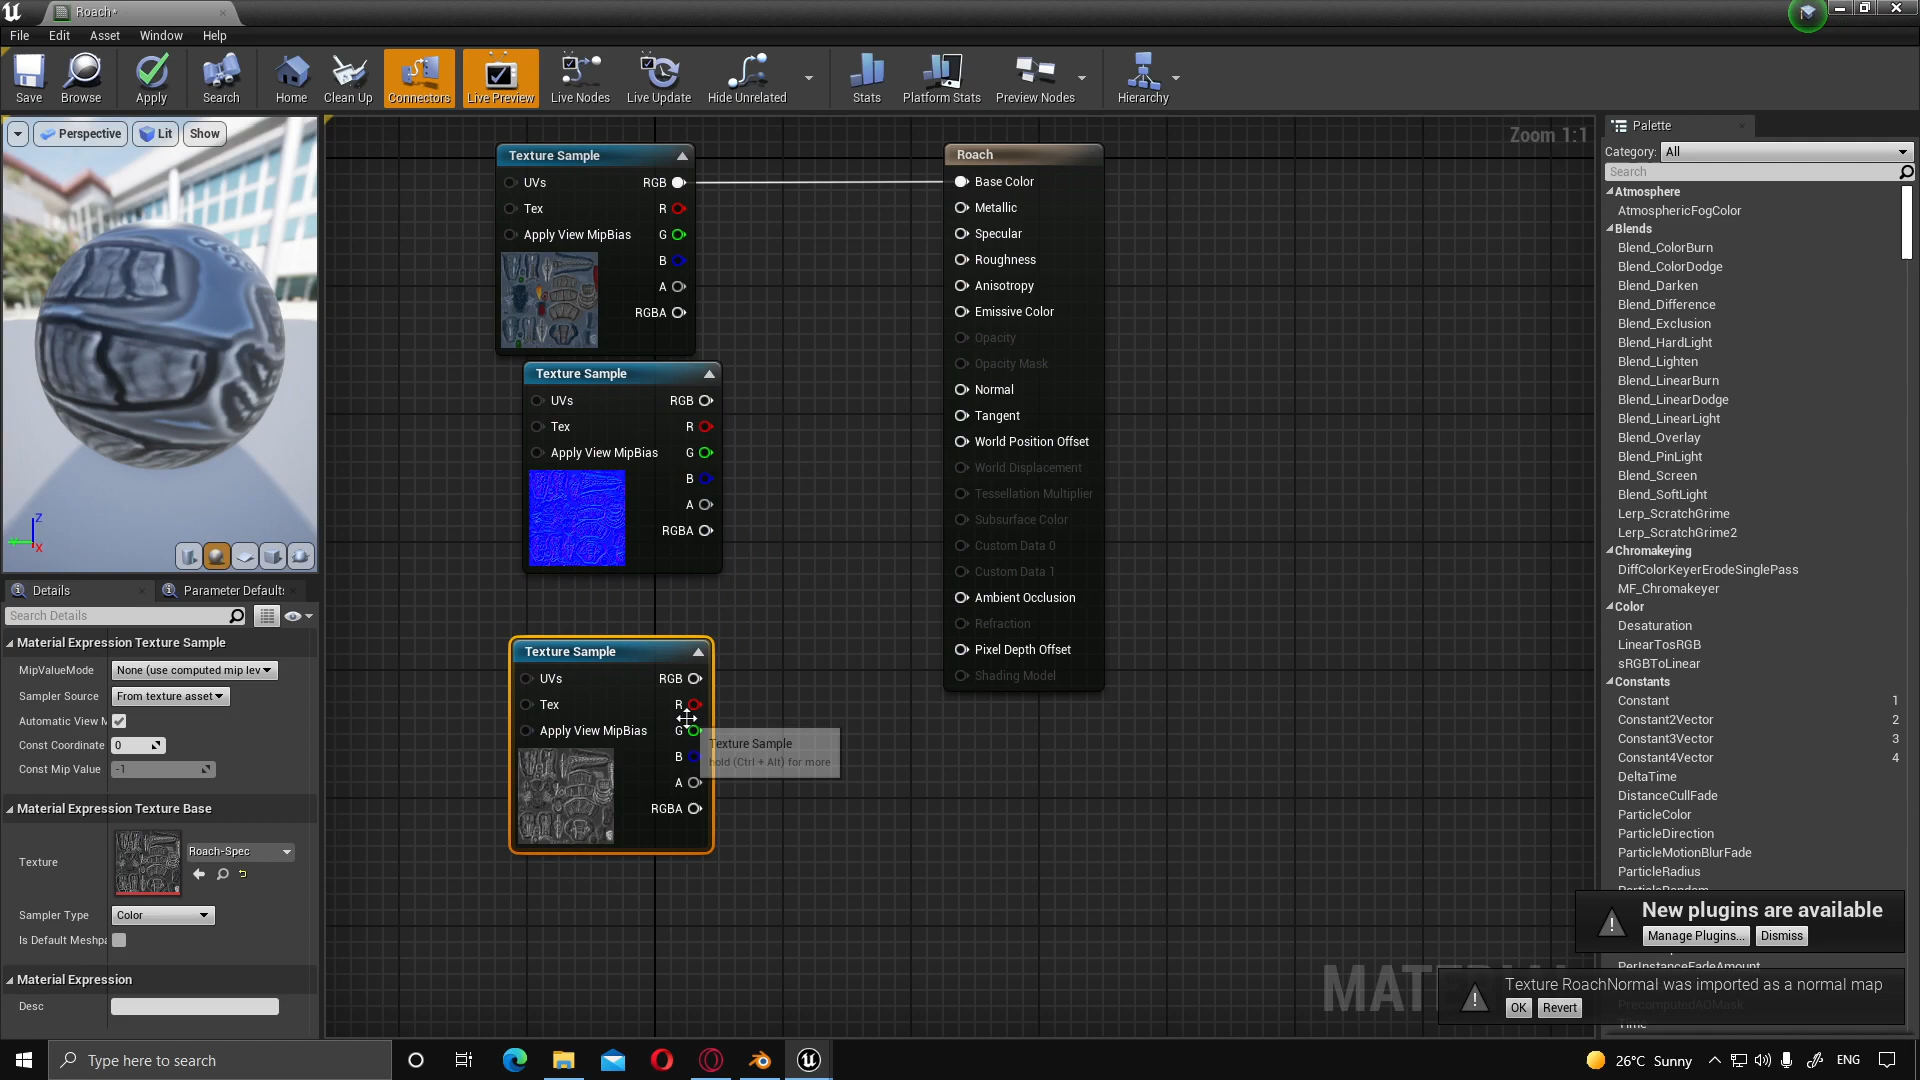 Roach*
File Edit Asset Window Help
Save Browse Apply Search Home Clean Up Connectors Live Preview Live Nodes Live Update Hide Unrelated Stats Platform Stats Preview Nodes Hierarchy
Perspective Lit Show
Z
X
Details Parameter Default:
Search Details
Material Expression Texture Sample
MipValueMode None (use computed mip lev
Sampler Source From texture asset
Automatic View M
Const Coordinate 0
Const Mip Value -1
Material Expression Texture Base
Texture Roach-Spec
Sampler Type Color
Is Default Meshpa
Material Expression
Desc
Zoom 1:1
Texture Sample
UVs RGB
Tex R
Apply View MipBias G
B
A
RGBA
Texture Sample
UVs RGB
Tex R
Apply View MipBias G
B
A
RGBA
Texture Sample
UVs RGB
Tex R
Apply View MipBias G
B
A
RGBA
Texture Sample
hold (Ctrl + Alt) for more
Roach
Base Color
Metallic
Specular
Roughness
Anisotropy
Emissive Color
Opacity
Opacity Mask
Normal
Tangent
World Position Offset
World Displacement
Tessellation Multiplier
Subsurface Color
Custom Data 0
Custom Data 1
Ambient Occlusion
Refraction
Pixel Depth Offset
Shading Model
Palette
Category: All
Search
Atmosphere
AtmosphericFogColor
Blends
Blend_ColorBurn
Blend_ColorDodge
Blend_Darken
Blend_Difference
Blend_Exclusion
Blend_HardLight
Blend_Lighten
Blend_LinearBurn
Blend_LinearDodge
Blend_LinearLight
Blend_Overlay
Blend_PinLight
Blend_Screen
Blend_SoftLight
Lerp_ScratchGrime
Lerp_ScratchGrime2
Chromakeying
DiffColorKeyerErodeSinglePass
MF_Chromakeyer
Color
Desaturation
LinearTosRGB
sRGBToLinear
Constants
Constant 1
Constant2Vector 2
Constant3Vector 3
Constant4Vector 4
DeltaTime
DistanceCullFade
ParticleColor
ParticleDirection
ParticleMotionBlurFade
ParticleRadius
ParticleRandom
New plugins are available
Manage Plugins... Dismiss
PerInstanceFadeAmount
Texture RoachNormal was imported as a normal map
OK Revert
PrecomputedAOMask
Time
Type here to search
26°C Sunny ENG